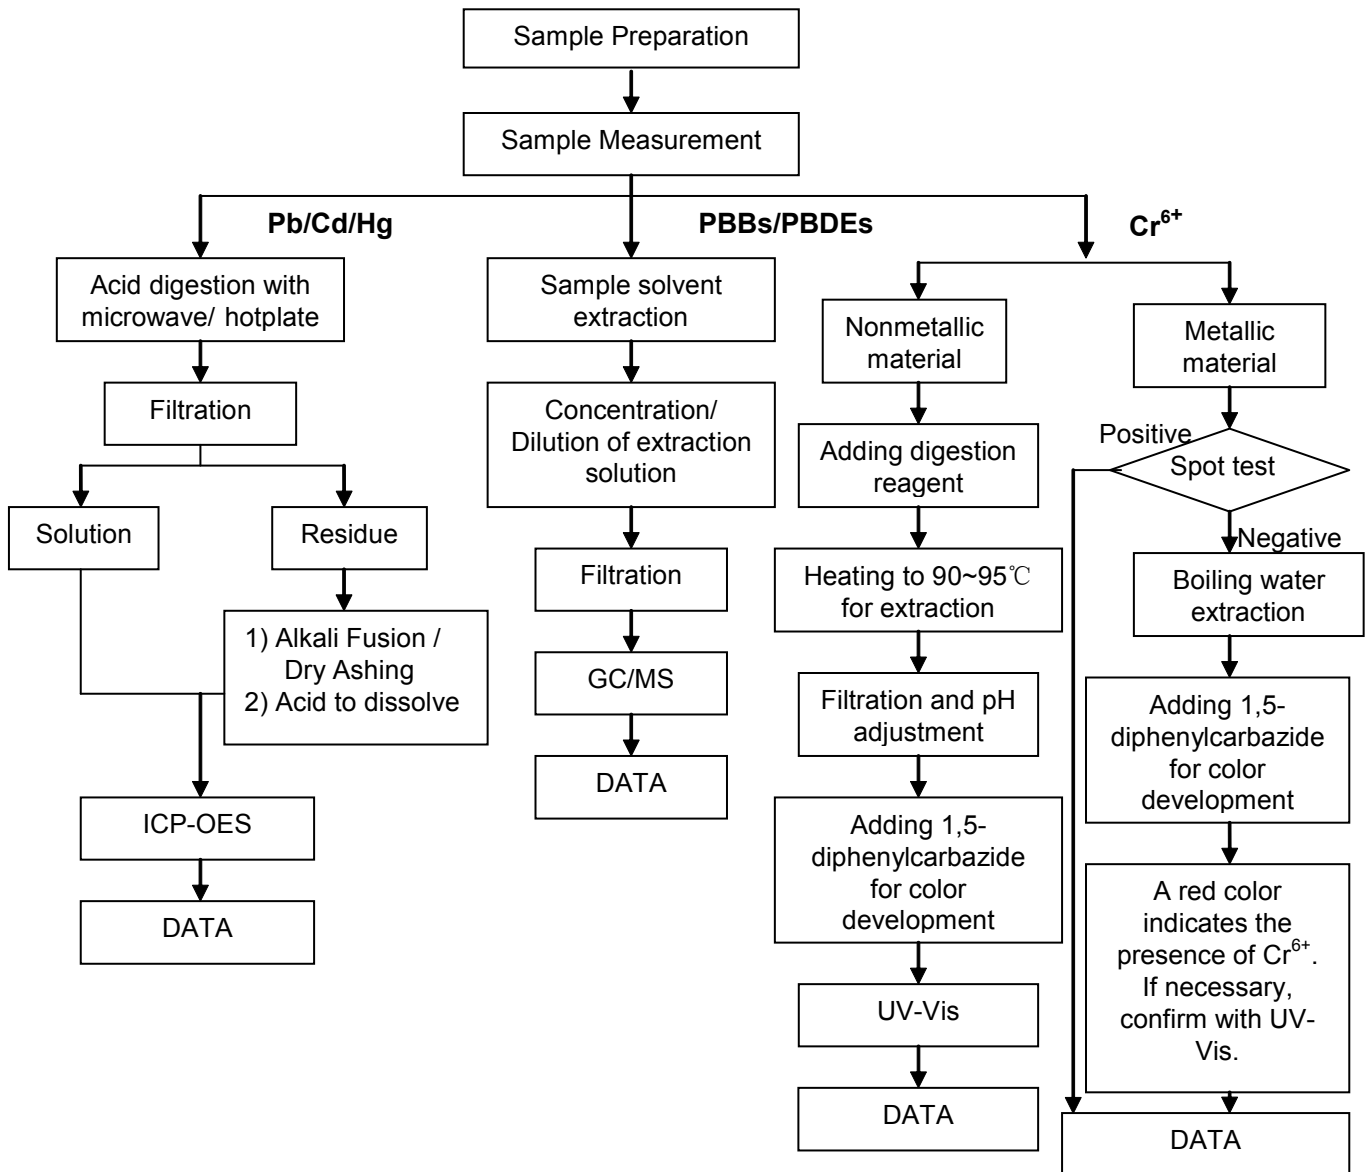 Sample Preparation
Sample Measurement
Pb/Cd/Hg
PBBs/PBDEs
Cr⁶⁺
Acid digestion with
microwave/ hotplate
Filtration
Solution
Residue
1) Alkali Fusion /
Dry Ashing
2) Acid to dissolve
ICP-OES
DATA
Sample solvent
extraction
Concentration/
Dilution of extraction
solution
Filtration
GC/MS
DATA
Nonmetallic
material
Adding digestion
reagent
Heating to 90~95℃
for extraction
Filtration and pH
adjustment
Adding 1,5-
diphenylcarbazide
for color
development
UV-Vis
DATA
Metallic
material
Positive
Spot test
Negative
Boiling water
extraction
Adding 1,5-
diphenylcarbazide
for color
development
A red color
indicates the
presence of Cr⁶⁺.
If necessary,
confirm with UV-
Vis.
DATA